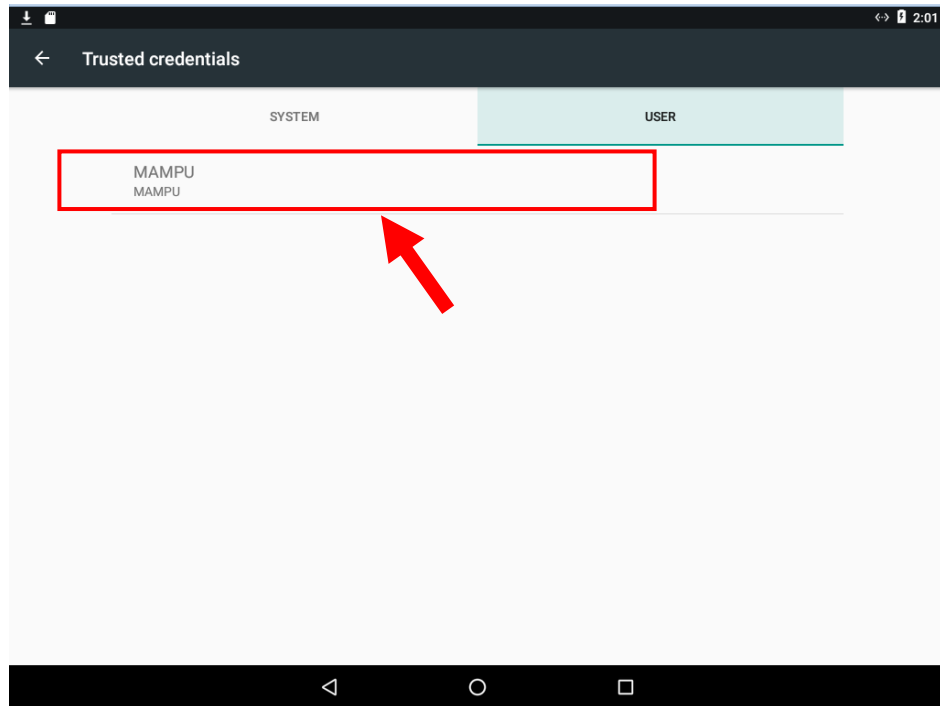 2:01
Trusted credentials
SYSTEM
USER
MAMPU
MAMPU